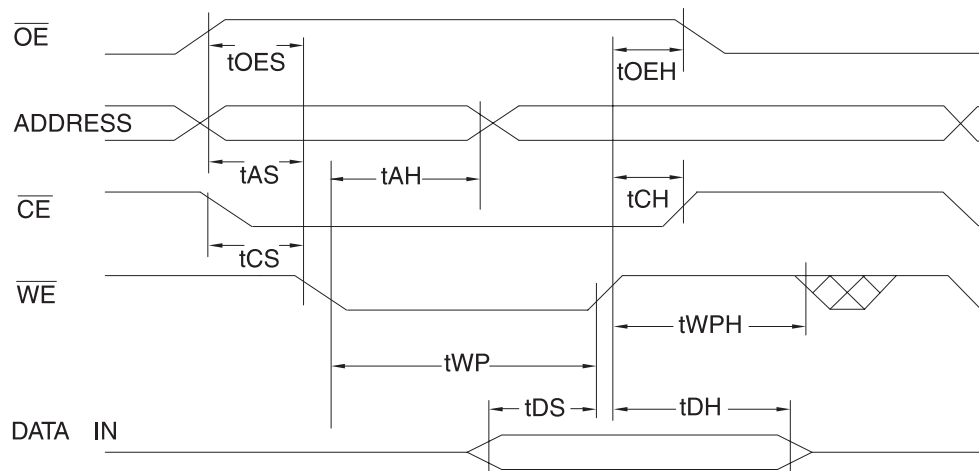 OE
tOES
tOEH
ADDRESS
tAS
tAH
tCH
CE
tCS
WE
tWPH
tWP
tDS
tDH
DATA IN